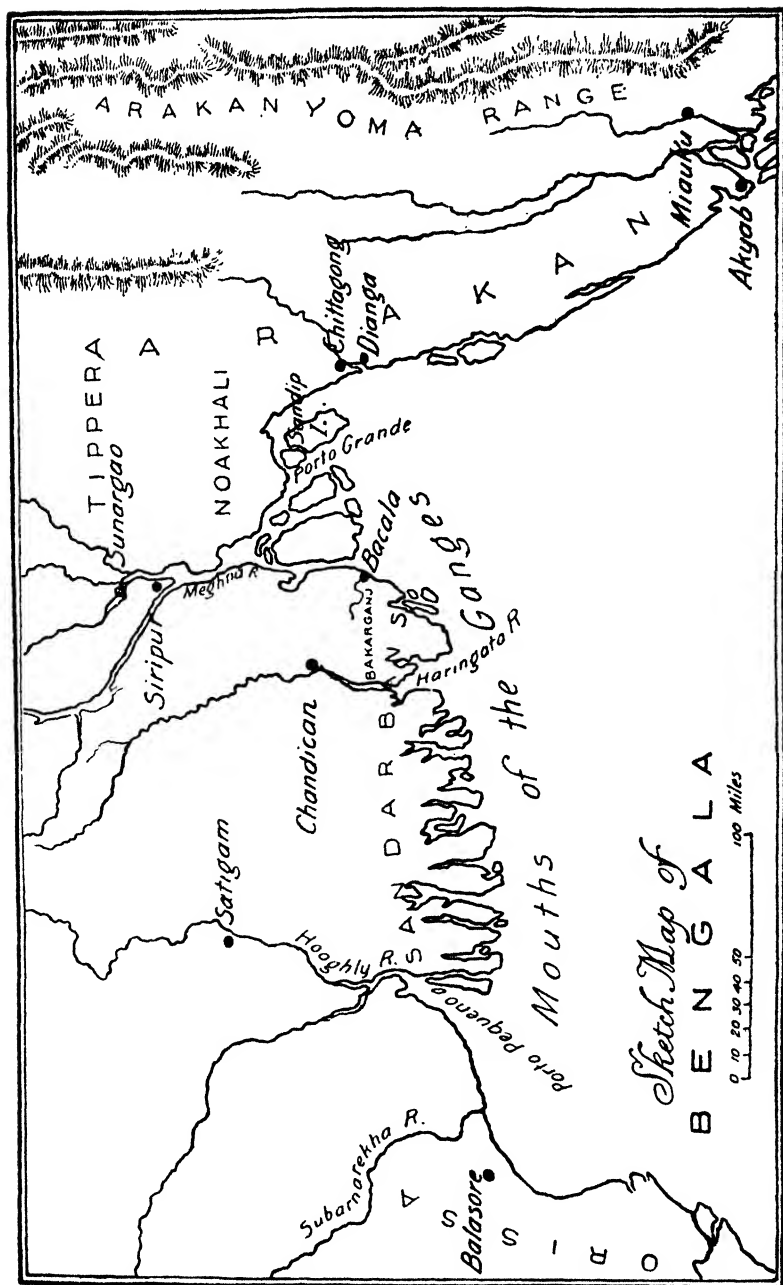 ARAKAN YOMA RANGE
TIPPERA
Sunargao
NOAKHALI
ARAKAN
Chittagong
Dianga
Miauku
Akyab
Sandip
I.
Porto Grande
Siripur
Meghna R
Bacala
BAKARGANJ
Chandican
Haringata R
SANDARBANS
Mouths of the Ganges
Satigam
Hooghly R.
Porto Pequeno
Subarnarekha R.
Balasore
ORISSA
Sketch Map of
BENGALA
0 10 20 30 40 50 100 Miles